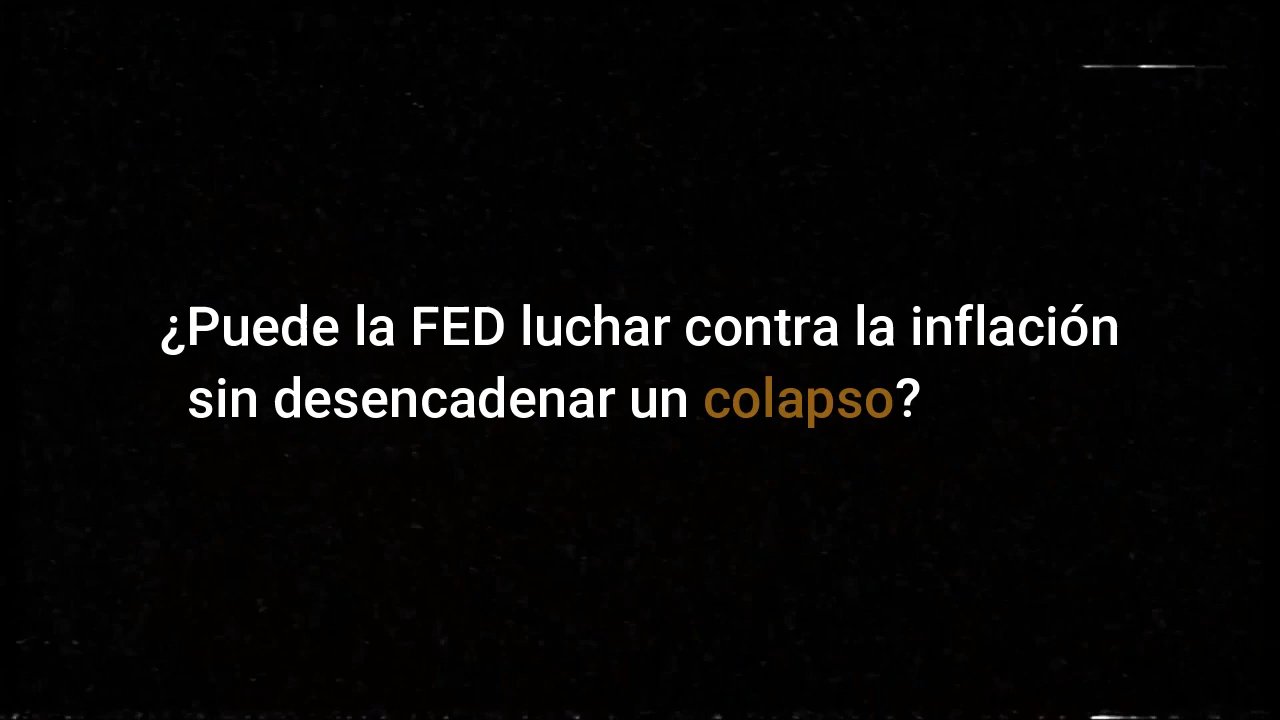 ¿Puede la FED luchar contra la inflación
sin desencadenar un colapso?